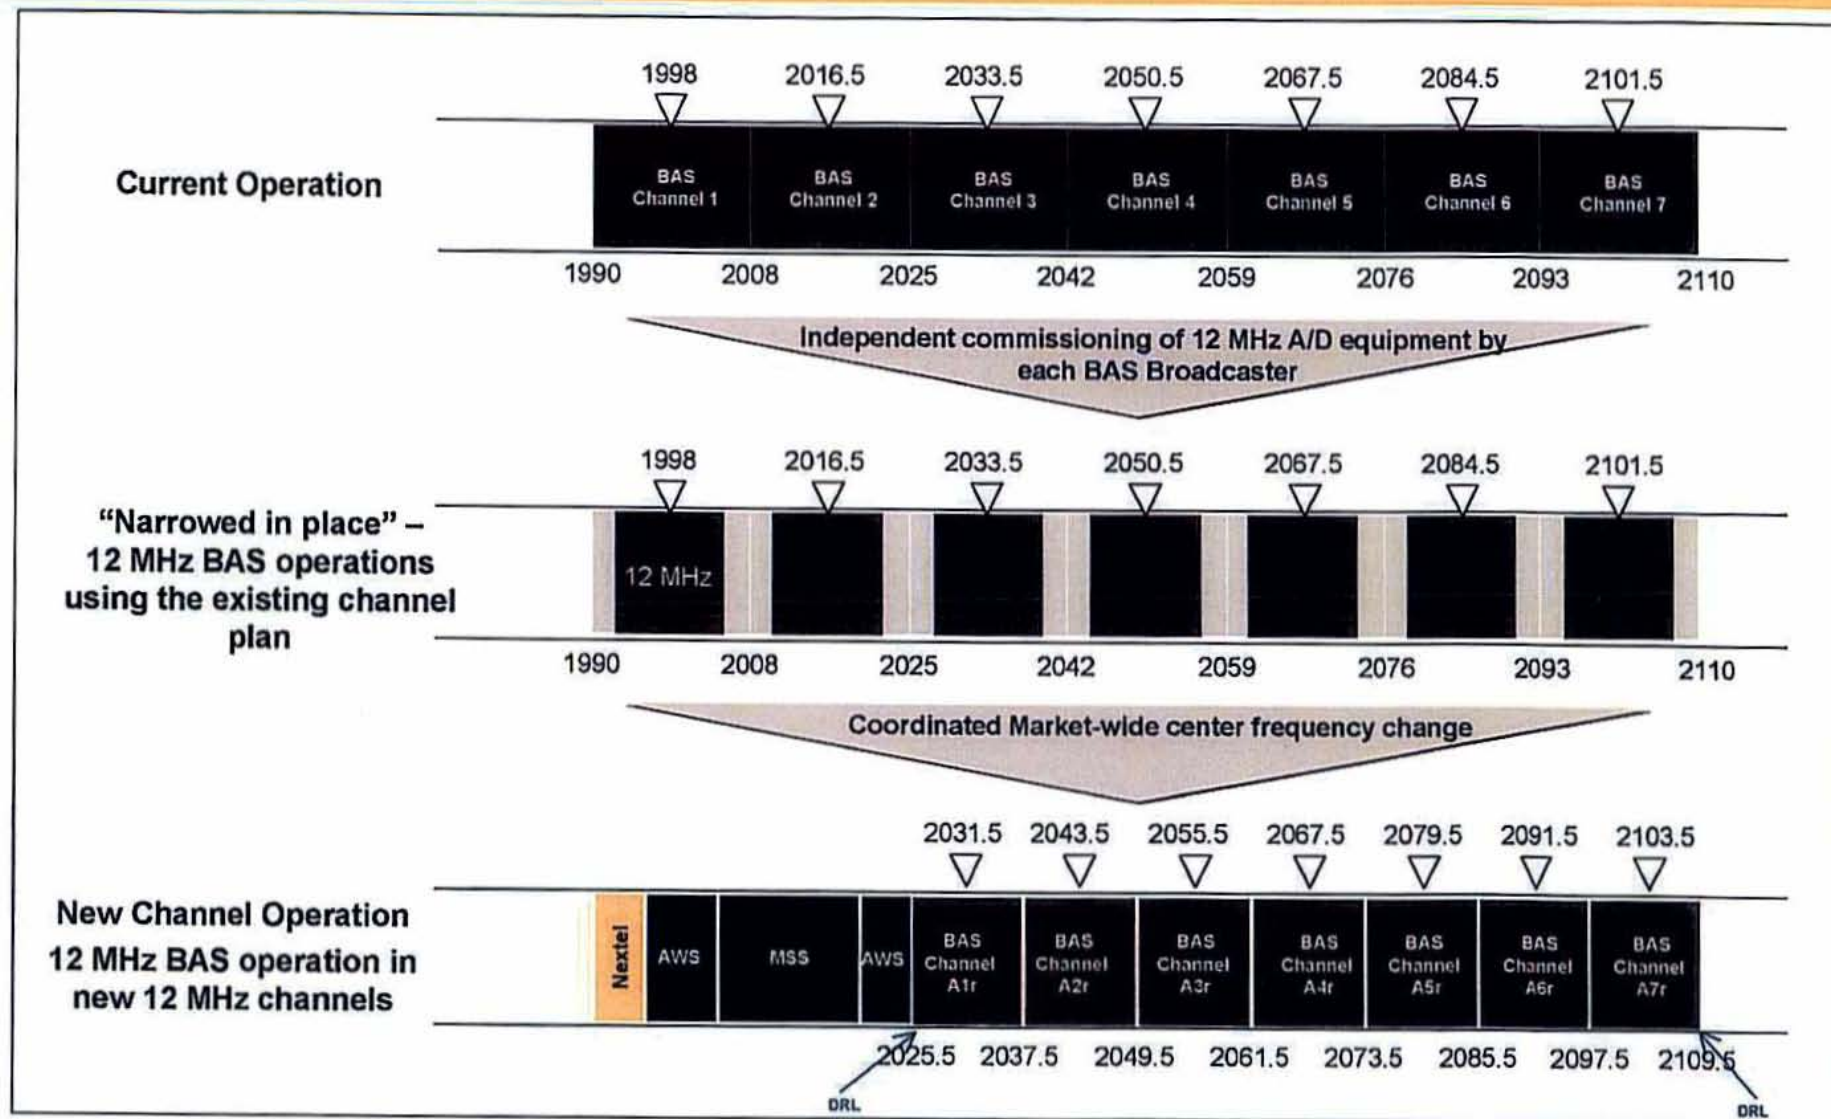 1998 2016.5 2033.5 2050.5 2067.5 2084.5 2101.5
Current Operation
BAS Channel 1
BAS Channel 2
BAS Channel 3
BAS Channel 4
BAS Channel 5
BAS Channel 6
BAS Channel 7
1990 2008 2025 2042 2059 2076 2093 2110
Independent commissioning of 12 MHz A/D equipment by
each BAS Broadcaster
1998 2016.5 2033.5 2050.5 2067.5 2084.5 2101.5
“Narrowed in place” –
12 MHz BAS operations
using the existing channel
plan
12 MHz
1990 2008 2025 2042 2059 2076 2093 2110
Coordinated Market-wide center frequency change
2031.5 2043.5 2055.5 2067.5 2079.5 2091.5 2103.5
New Channel Operation
12 MHz BAS operation in
new 12 MHz channels
Nextel
AWS
MSS
AWS
BAS Channel A1r
BAS Channel A2r
BAS Channel A3r
BAS Channel A4r
BAS Channel A5r
BAS Channel A6r
BAS Channel A7r
2025.5 2037.5 2049.5 2061.5 2073.5 2085.5 2097.5 2109.5
DRL
DRL